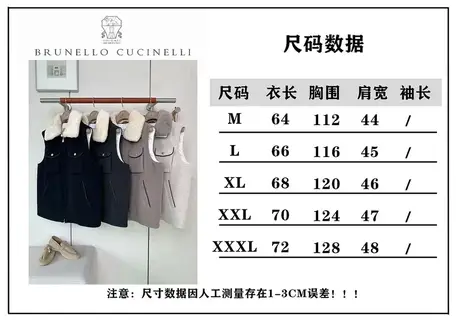 BRUNELLO CUCINELLI
尺码数据
尺码 衣长 胸围 肩宽 袖长
M 64 112 44 /
L 66 116 45 /
XL 68 120 46 /
XXL 70 124 47 /
XXXL 72 128 48 /
注意：尺寸数据因人工测量存在1-3CM误差！！！